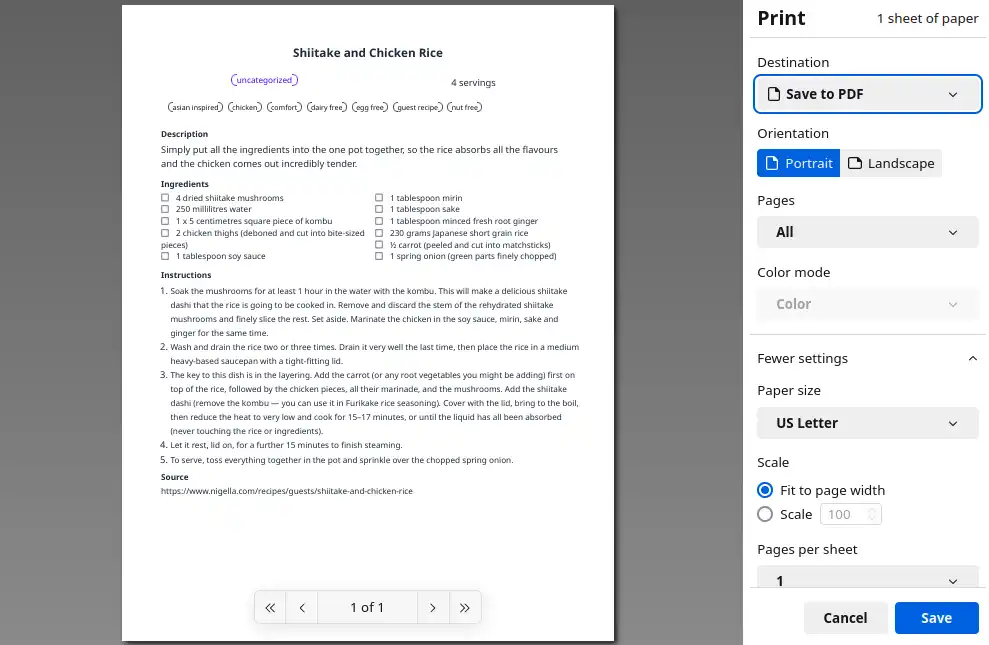 Shiitake and Chicken Rice
uncategorized
4 servings
asian inspired chicken comfort dairy free egg free guest recipe nut free
Description
Simply put all the ingredients into the one pot together, so the rice absorbs all the flavours
and the chicken comes out incredibly tender.
Ingredients
4 dried shiitake mushrooms
250 millilitres water
1 x 5 centimetres square piece of kombu
2 chicken thighs (deboned and cut into bite-sized
pieces)
1 tablespoon soy sauce
1 tablespoon mirin
1 tablespoon sake
1 tablespoon minced fresh root ginger
230 grams Japanese short grain rice
½ carrot (peeled and cut into matchsticks)
1 spring onion (green parts finely chopped)
Instructions
1. Soak the mushrooms for at least 1 hour in the water with the kombu. This will make a delicious shiitake
dashi that the rice is going to be cooked in. Remove and discard the stem of the rehydrated shiitake
mushrooms and finely slice the rest. Set aside. Marinate the chicken in the soy sauce, mirin, sake and
ginger for the same time.
2. Wash and drain the rice two or three times. Drain it very well the last time, then place the rice in a medium
heavy-based saucepan with a tight-fitting lid.
3. The key to this dish is in the layering. Add the carrot (or any root vegetables you might be adding) first on
top of the rice, followed by the chicken pieces, all their marinade, and the mushrooms. Add the shiitake
dashi (remove the kombu — you can use it in Furikake rice seasoning). Cover with the lid, bring to the boil,
then reduce the heat to very low and cook for 15–17 minutes, or until the liquid has all been absorbed
(never touching the rice or ingredients).
4. Let it rest, lid on, for a further 15 minutes to finish steaming.
5. To serve, toss everything together in the pot and sprinkle over the chopped spring onion.
Source
https://www.nigella.com/recipes/guests/shiitake-and-chicken-rice
1 of 1
Print
1 sheet of paper
Destination
Save to PDF
Orientation
Portrait
Landscape
Pages
All
Color mode
Color
Fewer settings
Paper size
US Letter
Scale
Fit to page width
Scale 100
Pages per sheet
1
Cancel
Save